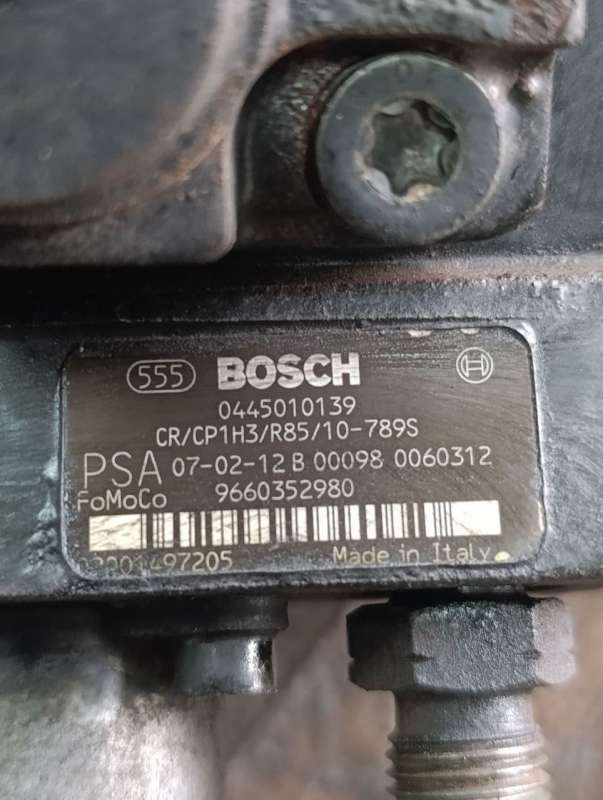 555 BOSCH
0445010139
CR/CP1H3/R85/10-789S
PSA 07-02-12 B 00098 0060312
FoMoCo 9660352980
Made in Italy